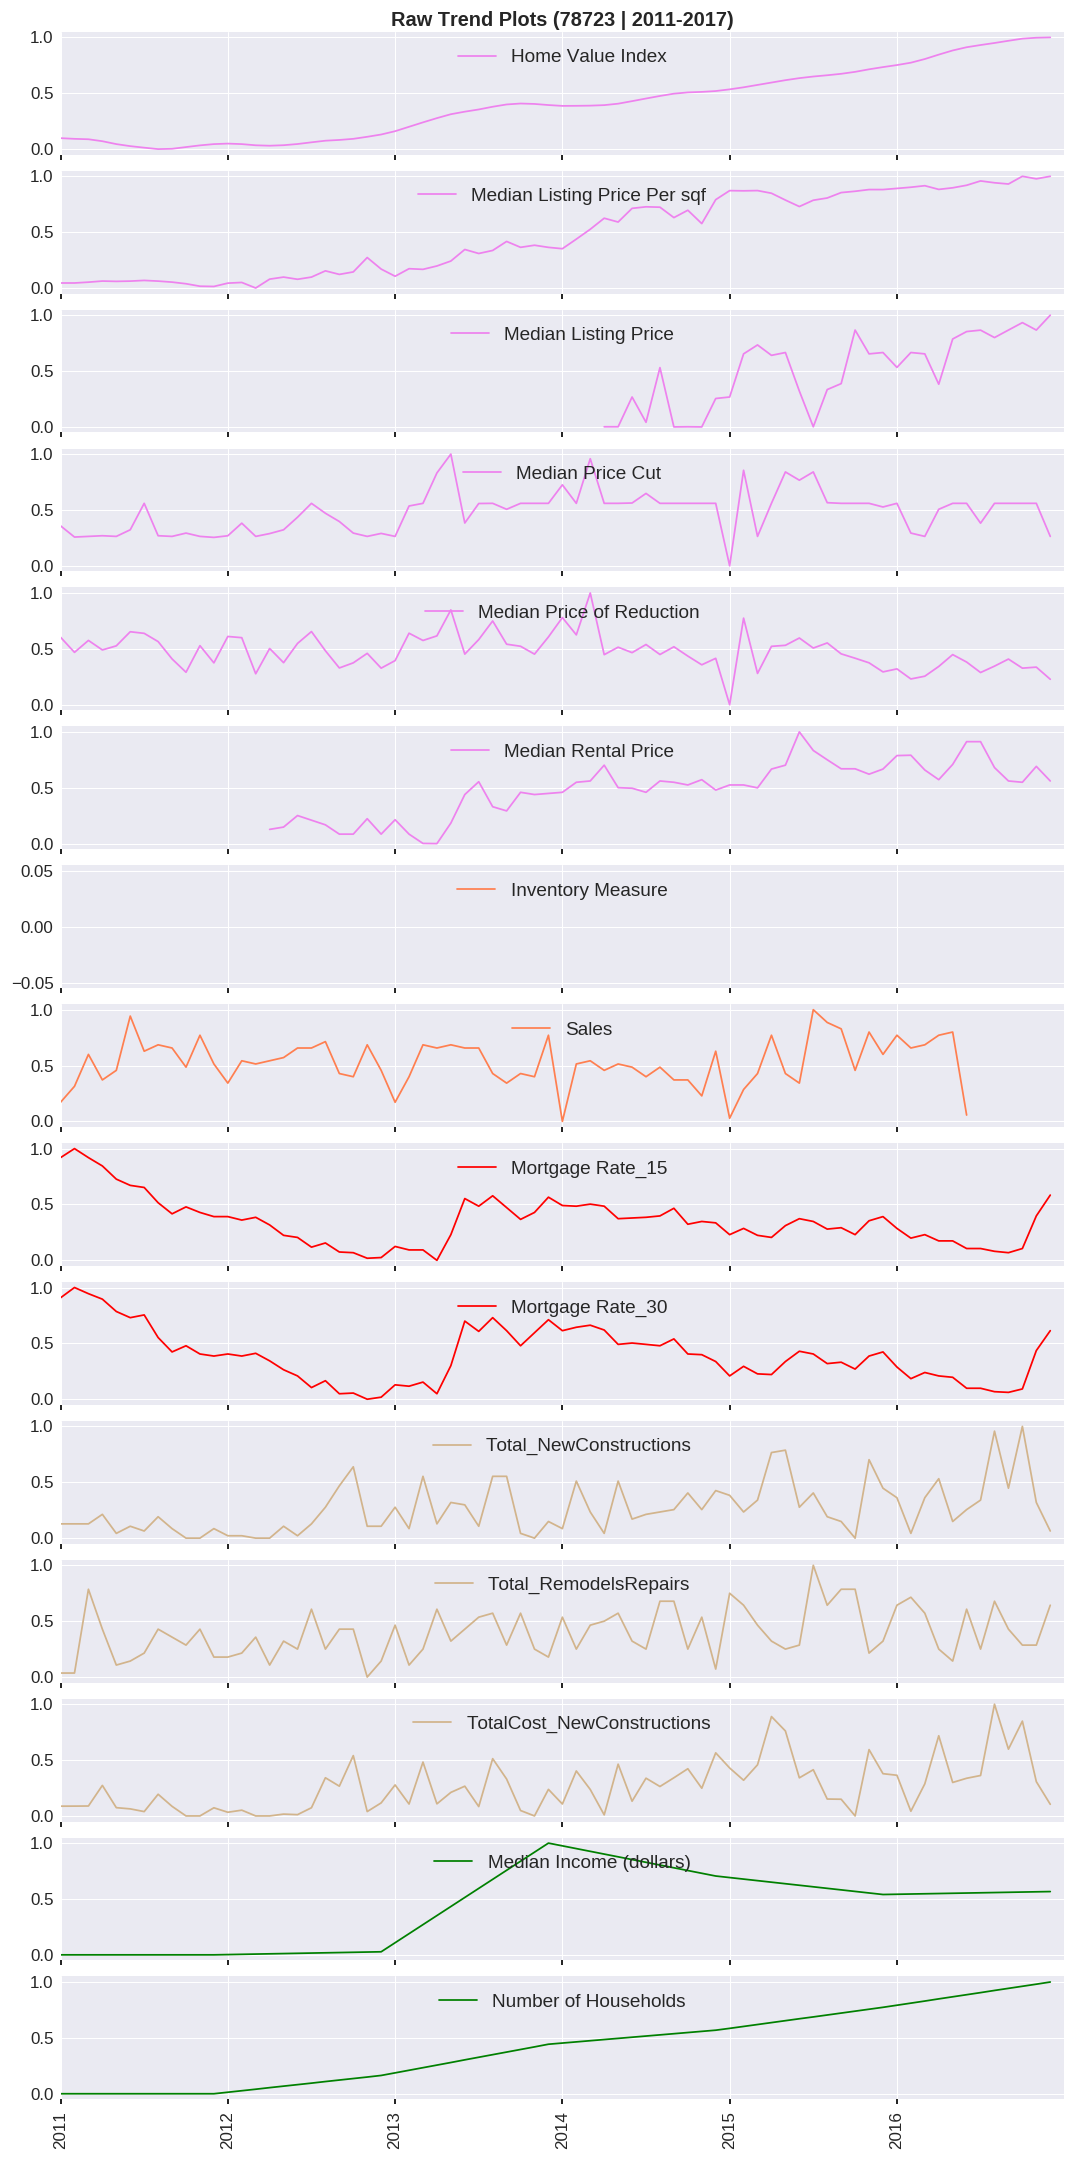 Raw Trend Plots (78723 | 2011-2017)
1.0
Home Value Index
0.5
0.0
1.0
Median Listing Price Per sqf
0.5
0.0
1.0
Median Listing Price
0.5
0.0
1.0
Median Price Cut
0.5
0.0
1.0
Median Price of Reduction
0.5
0.0
1.0
Median Rental Price
0.5
0.0
0.05
Inventory Measure
0.00
−0.05
1.0
Sales
0.5
0.0
1.0
Mortgage Rate_15
0.5
0.0
1.0
Mortgage Rate_30
0.5
0.0
1.0
Total_NewConstructions
0.5
0.0
1.0
Total_RemodelsRepairs
0.5
0.0
1.0
TotalCost_NewConstructions
0.5
0.0
1.0
Median Income (dollars)
0.5
0.0
1.0
Number of Households
0.5
0.0
2011 2012 2013 2014 2015 2016